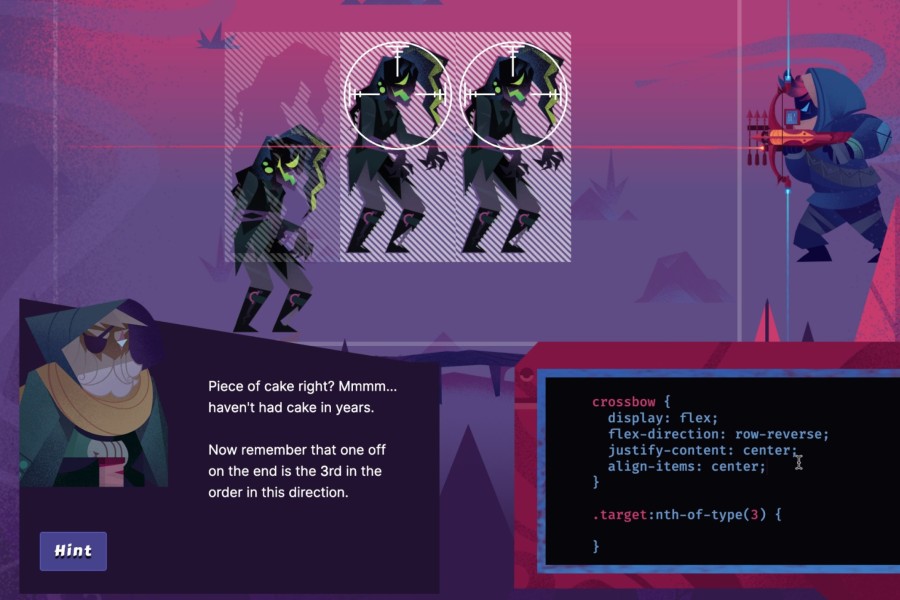 Piece of cake right? Mmmm...
haven't had cake in years.
Now remember that one off
on the end is the 3rd in the
order in this direction.
Hint
crossbow {
display: flex;
flex-direction: row-reverse;
justify-content: center;
align-items: center;
}
.target:nth-of-type(3) {
}